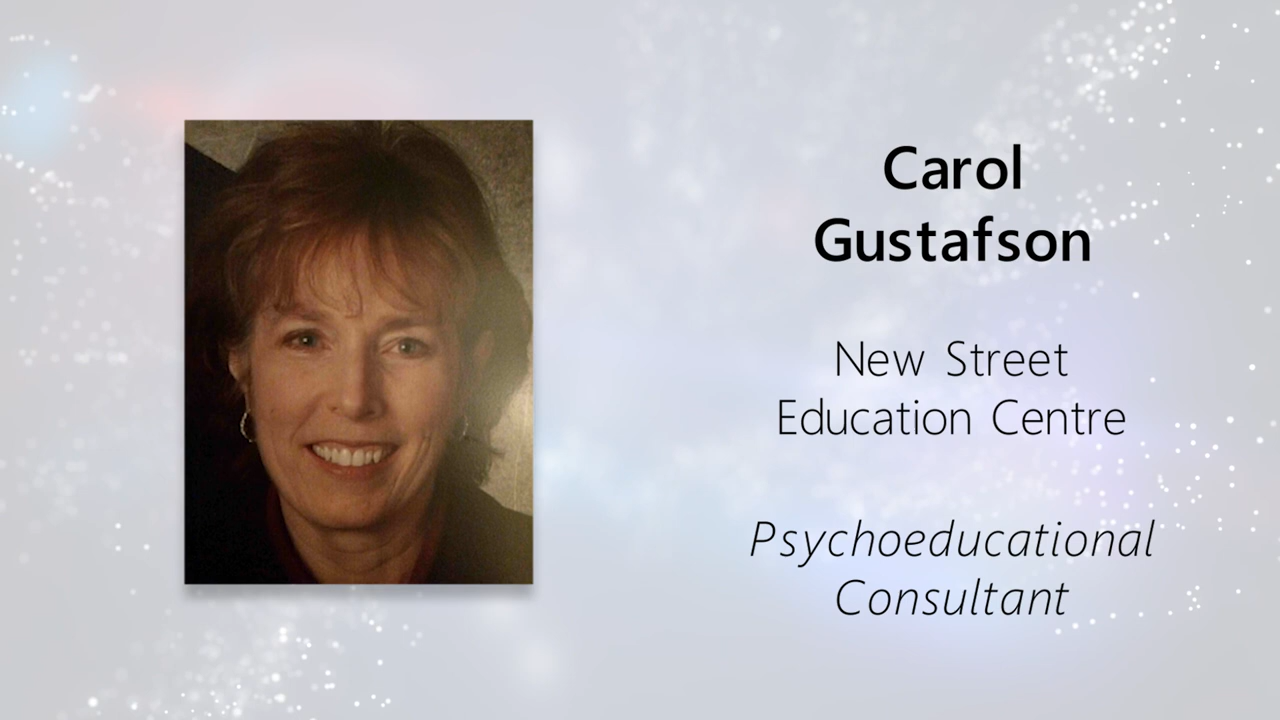 Carol
Gustafson
New Street
Education Centre
Psychoeducational
Consultant